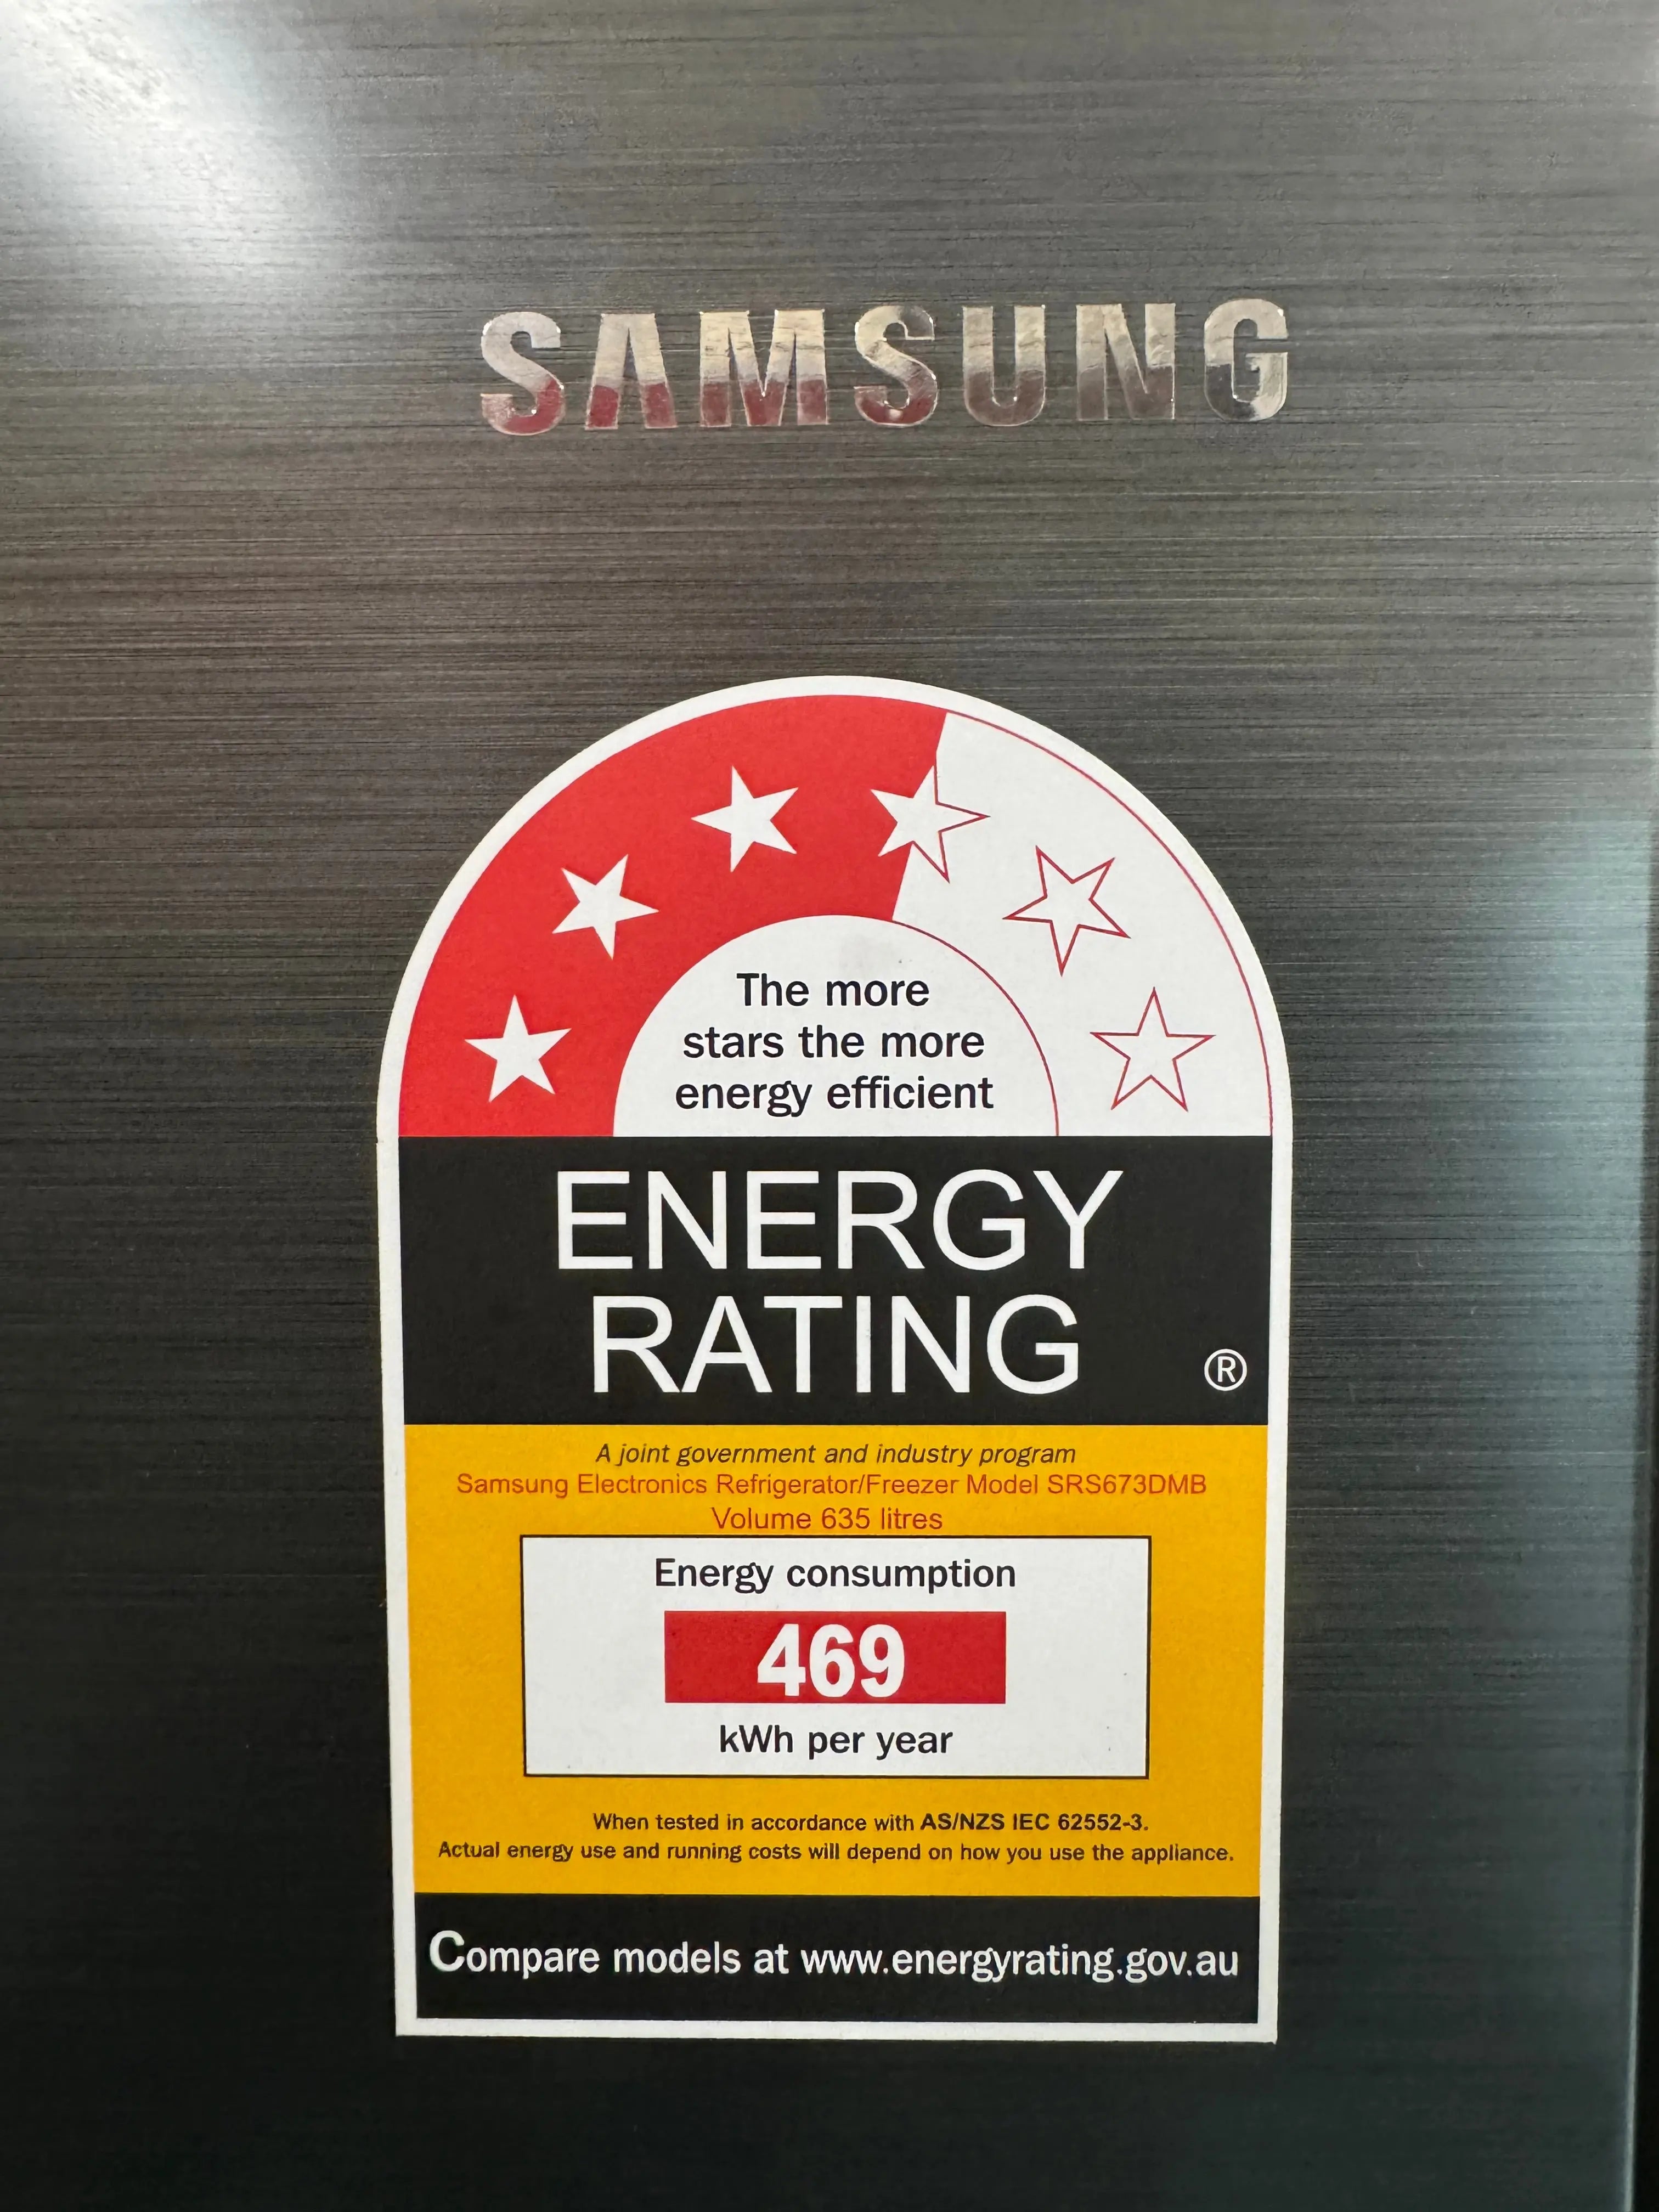 SAMSUNG
The more
stars the more
energy efficient
ENERGY
RATING
®
A joint government and industry program
Samsung Electronics Refrigerator/Freezer Model SRS673DMB
Volume 635 litres
Energy consumption
469
kWh per year
When tested in accordance with AS/NZS IEC 62552-3.
Actual energy use and running costs will depend on how you use the appliance.
Compare models at www.energyrating.gov.au